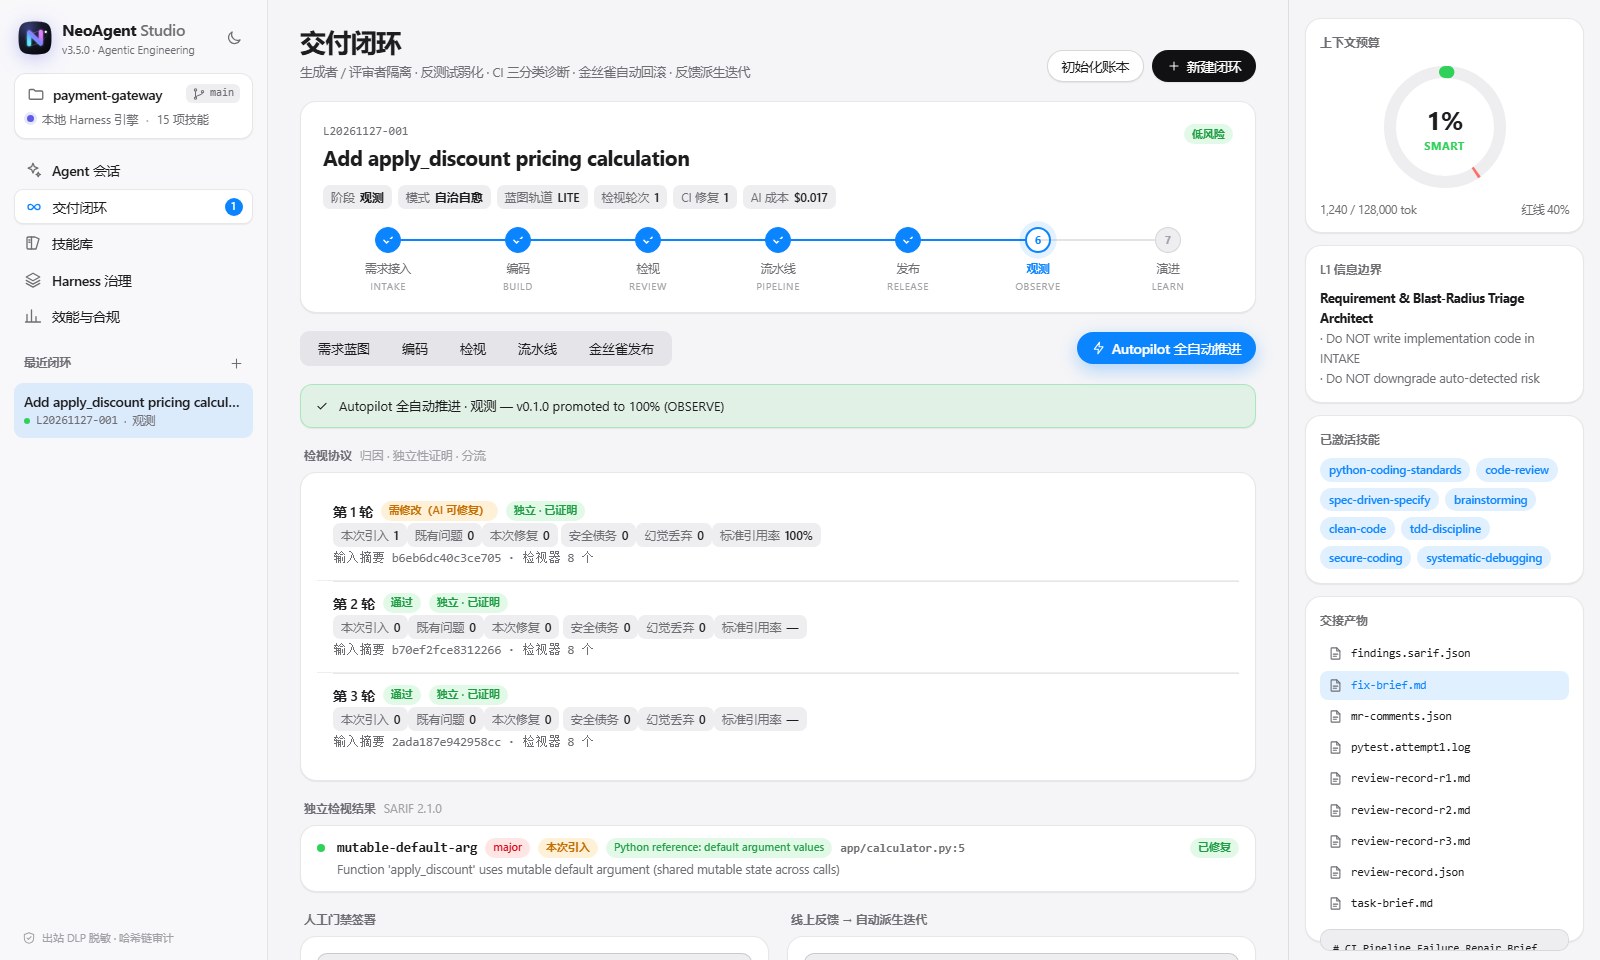 NeoAgent Studio
v3.5.0 · Agentic Engineering
payment-gateway
main
本地 Harness 引擎 · 15 项技能
Agent 会话
交付闭环
1
技能库
Harness 治理
效能与合规
最近闭环
Add apply_discount pricing calcul...
L20261127-001 · 观测
出站 DLP 脱敏 · 哈希链审计
交付闭环
生成者 / 评审者隔离 · 反测试弱化 · CI 三分类诊断 · 金丝雀自动回滚 · 反馈派生迭代
初始化账本
新建闭环
L20261127-001
低风险
Add apply_discount pricing calculation
阶段 观测
模式 自治自愈
蓝图轨道 LITE
检视轮次 1
CI 修复 1
AI 成本 $0.017
需求接入
INTAKE
编码
BUILD
检视
REVIEW
流水线
PIPELINE
发布
RELEASE
6
观测
OBSERVE
7
演进
LEARN
需求蓝图
编码
检视
流水线
金丝雀发布
Autopilot 全自动推进
Autopilot 全自动推进 · 观测 — v0.1.0 promoted to 100% (OBSERVE)
检视协议 归因 · 独立性证明 · 分流
第 1 轮 需修改（AI 可修复） 独立 · 已证明
本次引入 1 既有问题 0 本次修复 0 安全债务 0 幻觉丢弃 0 标准引用率 100%
输入摘要 b6eb6dc40c3ce705 · 检视器 8 个
第 2 轮 通过 独立 · 已证明
本次引入 0 既有问题 0 本次修复 0 安全债务 0 幻觉丢弃 0 标准引用率 —
输入摘要 b70ef2fce8312266 · 检视器 8 个
第 3 轮 通过 独立 · 已证明
本次引入 0 既有问题 0 本次修复 0 安全债务 0 幻觉丢弃 0 标准引用率 —
输入摘要 2ada187e942958cc · 检视器 8 个
独立检视结果 SARIF 2.1.0
mutable-default-arg major 本次引入 Python reference: default argument values app/calculator.py:5 已修复
Function 'apply_discount' uses mutable default argument (shared mutable state across calls)
人工门禁签署
线上反馈 → 自动派生迭代
上下文预算
1%
SMART
1,240 / 128,000 tok
红线 40%
L1 信息边界
Requirement & Blast-Radius Triage
Architect
· Do NOT write implementation code in
INTAKE
· Do NOT downgrade auto-detected risk
已激活技能
python-coding-standards
code-review
spec-driven-specify
brainstorming
clean-code
tdd-discipline
secure-coding
systematic-debugging
交接产物
findings.sarif.json
fix-brief.md
mr-comments.json
pytest.attempt1.log
review-record-r1.md
review-record-r2.md
review-record-r3.md
review-record.json
task-brief.md
# CI Pipeline Failure Repair Brief